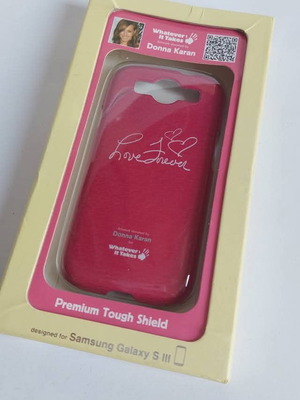 Whatever
it Takes
Donna Karan
Love Forever
Donna Karan
Whatever
it Takes
Premium Tough Shield
designed for Samsung Galaxy S III